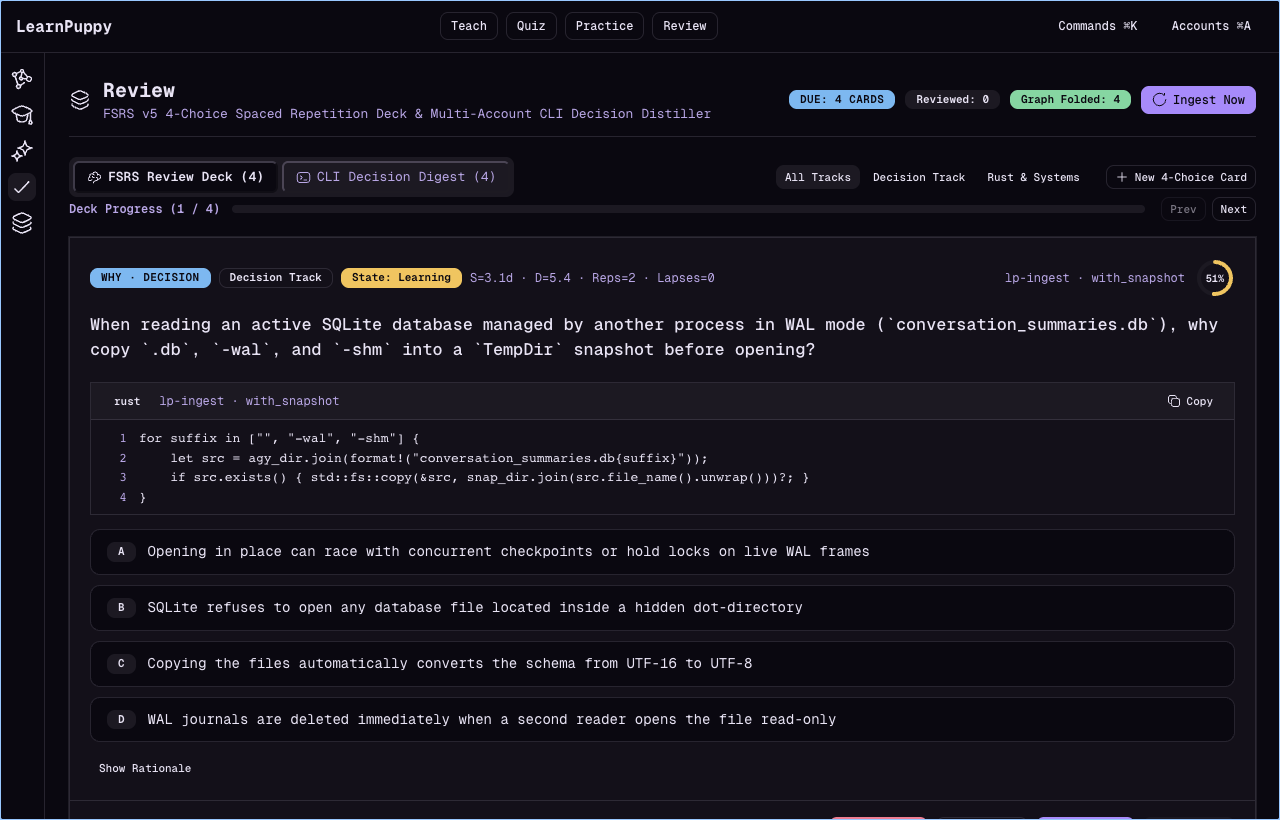 LearnPuppy
Teach
Quiz
Practice
Review
Commands ⌘K
Accounts ⌘A
Review
FSRS v5 4-Choice Spaced Repetition Deck & Multi-Account CLI Decision Distiller
DUE: 4 CARDS
Reviewed: 0
Graph Folded: 4
Ingest Now
FSRS Review Deck (4)
CLI Decision Digest (4)
All Tracks
Decision Track
Rust & Systems
New 4-Choice Card
Deck Progress (1 / 4)
Prev
Next
WHY · DECISION
Decision Track
State: Learning
S=3.1d · D=5.4 · Reps=2 · Lapses=0
lp-ingest · with_snapshot
51%
When reading an active SQLite database managed by another process in WAL mode (`conversation_summaries.db`), why
copy `.db`, `-wal`, and `-shm` into a `TempDir` snapshot before opening?
rust
lp-ingest · with_snapshot
Copy
1 for suffix in ["", "-wal", "-shm"] {
2     let src = agy_dir.join(format!("conversation_summaries.db{suffix}"));
3     if src.exists() { std::fs::copy(&src, snap_dir.join(src.file_name().unwrap()))?; }
4 }
A Opening in place can race with concurrent checkpoints or hold locks on live WAL frames
B SQLite refuses to open any database file located inside a hidden dot-directory
C Copying the files automatically converts the schema from UTF-16 to UTF-8
D WAL journals are deleted immediately when a second reader opens the file read-only
Show Rationale